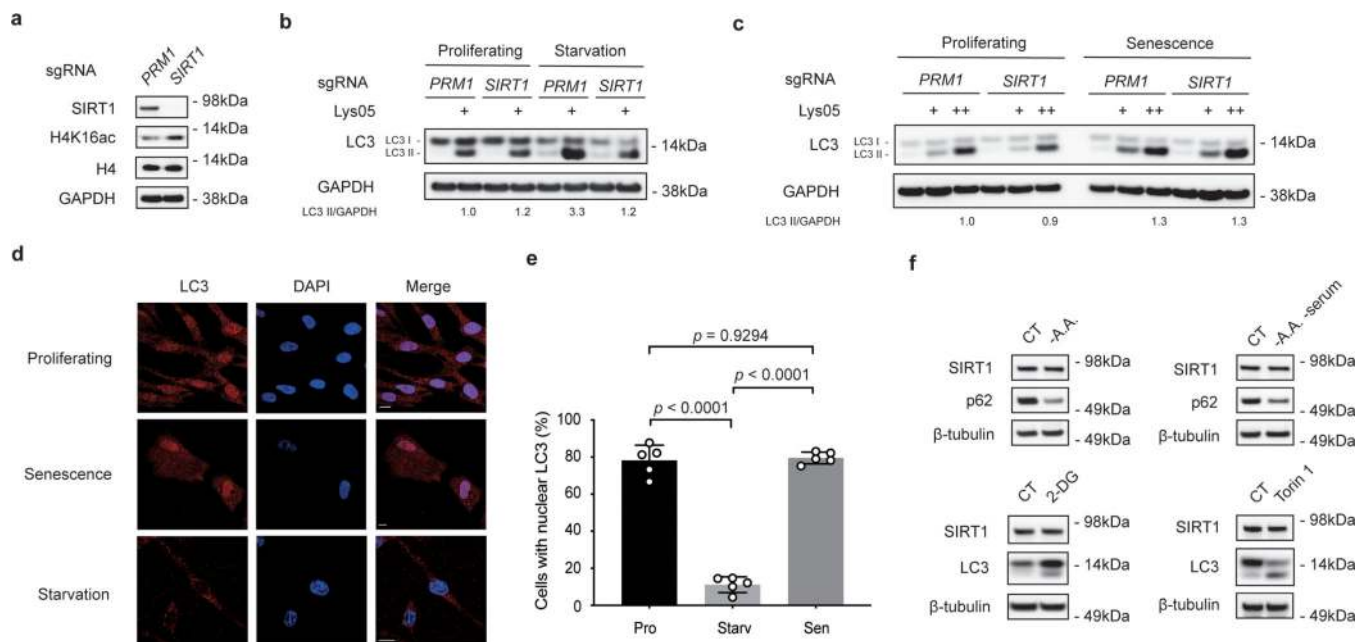 a
sgRNA
PRM1 SIRT1
SIRT1 - 98kDa
H4K16ac - 14kDa
H4 - 14kDa
GAPDH - 38kDa
b
Proliferating Starvation
sgRNA PRM1 SIRT1 PRM1 SIRT1
Lys05 + + + +
LC3 LC3 I - - 14kDa
LC3 II -
GAPDH - 38kDa
LC3 II/GAPDH 1.0 1.2 3.3 1.2
c
Proliferating Senescence
sgRNA PRM1 SIRT1 PRM1 SIRT1
Lys05 + ++ + ++ + ++ + ++
LC3 LC3 I - - 14kDa
LC3 II -
GAPDH - 38kDa
LC3 II/GAPDH 1.0 0.9 1.3 1.3
d
LC3 DAPI Merge
Proliferating
Senescence
Starvation
e
p = 0.9294
p < 0.0001
p < 0.0001
Cells with nuclear LC3 (%)
100
80
60
40
20
0
Pro Starv Sen
f
CT -A.A.
SIRT1 - 98kDa
p62 - 49kDa
β-tubulin - 49kDa
CT -A.A. -serum
SIRT1 - 98kDa
p62 - 49kDa
β-tubulin - 49kDa
CT 2-DG
SIRT1 - 98kDa
LC3 - 14kDa
β-tubulin - 49kDa
CT Torin 1
SIRT1 - 98kDa
LC3 - 14kDa
β-tubulin - 49kDa